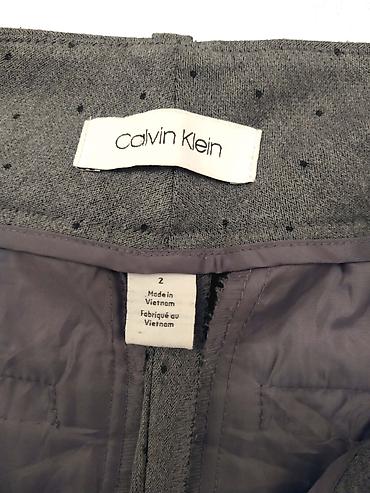 Calvin Klein
2
Made in
Vietnam
Fabriqué au
Vietnam